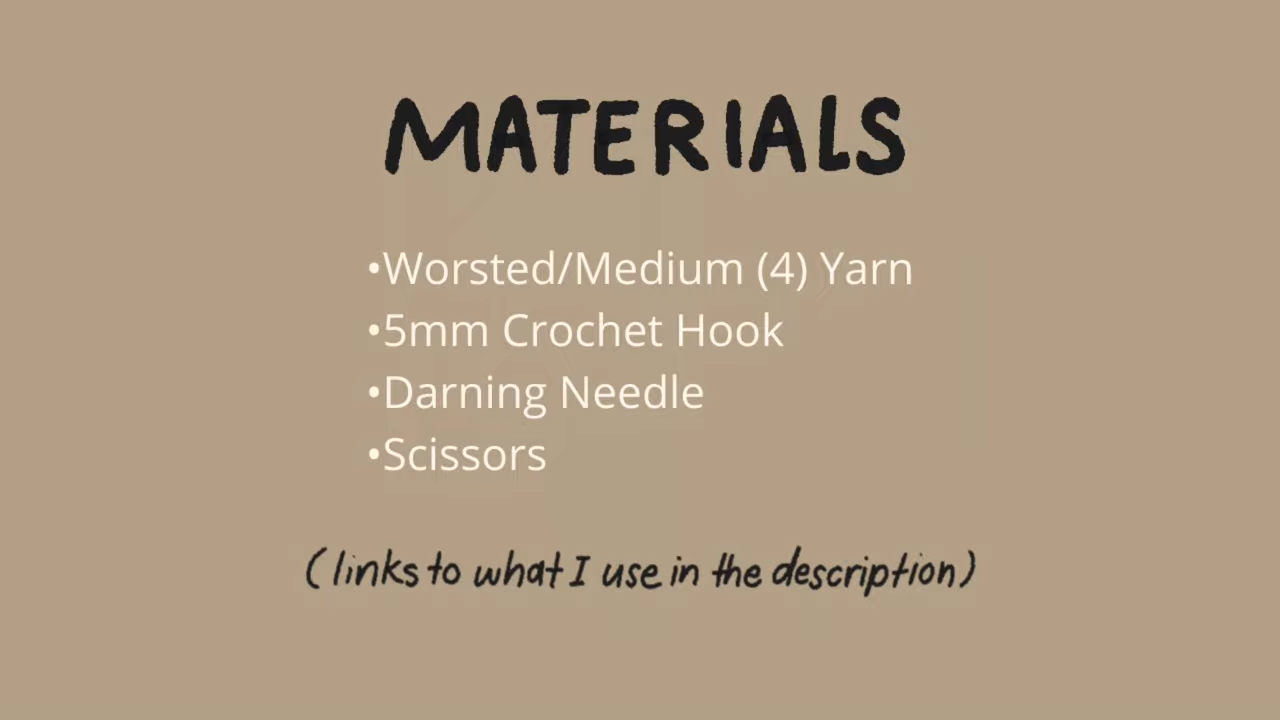 MATERIALS
•Worsted/Medium (4) Yarn
•5mm Crochet Hook
•Darning Needle
•Scissors
(links to what I use in the description)